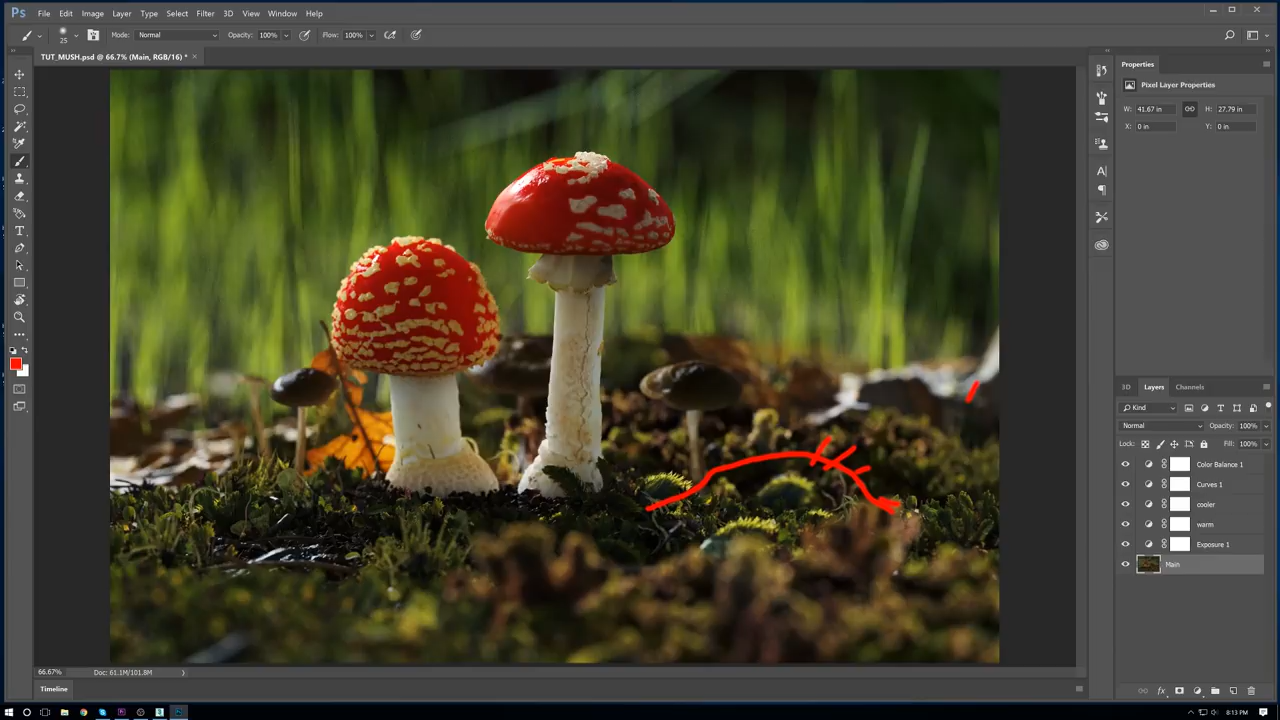 Ps File Edit Image Layer Type Select Filter 3D View Window Help
25 Mode: Normal Opacity: 100% Flow: 100%
TUT_MUSH.psd @ 66.7% (Main, RGB/16) * ×
Properties
Pixel Layer Properties
W: 41.67 in H: 27.79 in
X: 0 in Y: 0 in
3D Layers Channels
Kind
Normal Opacity: 100%
Lock: Fill: 100%
Color Balance 1
Curves 1
cooler
warm
Exposure 1
Main
66.67% Doc: 61.1M/101.8M
fx
Timeline
8:13 PM